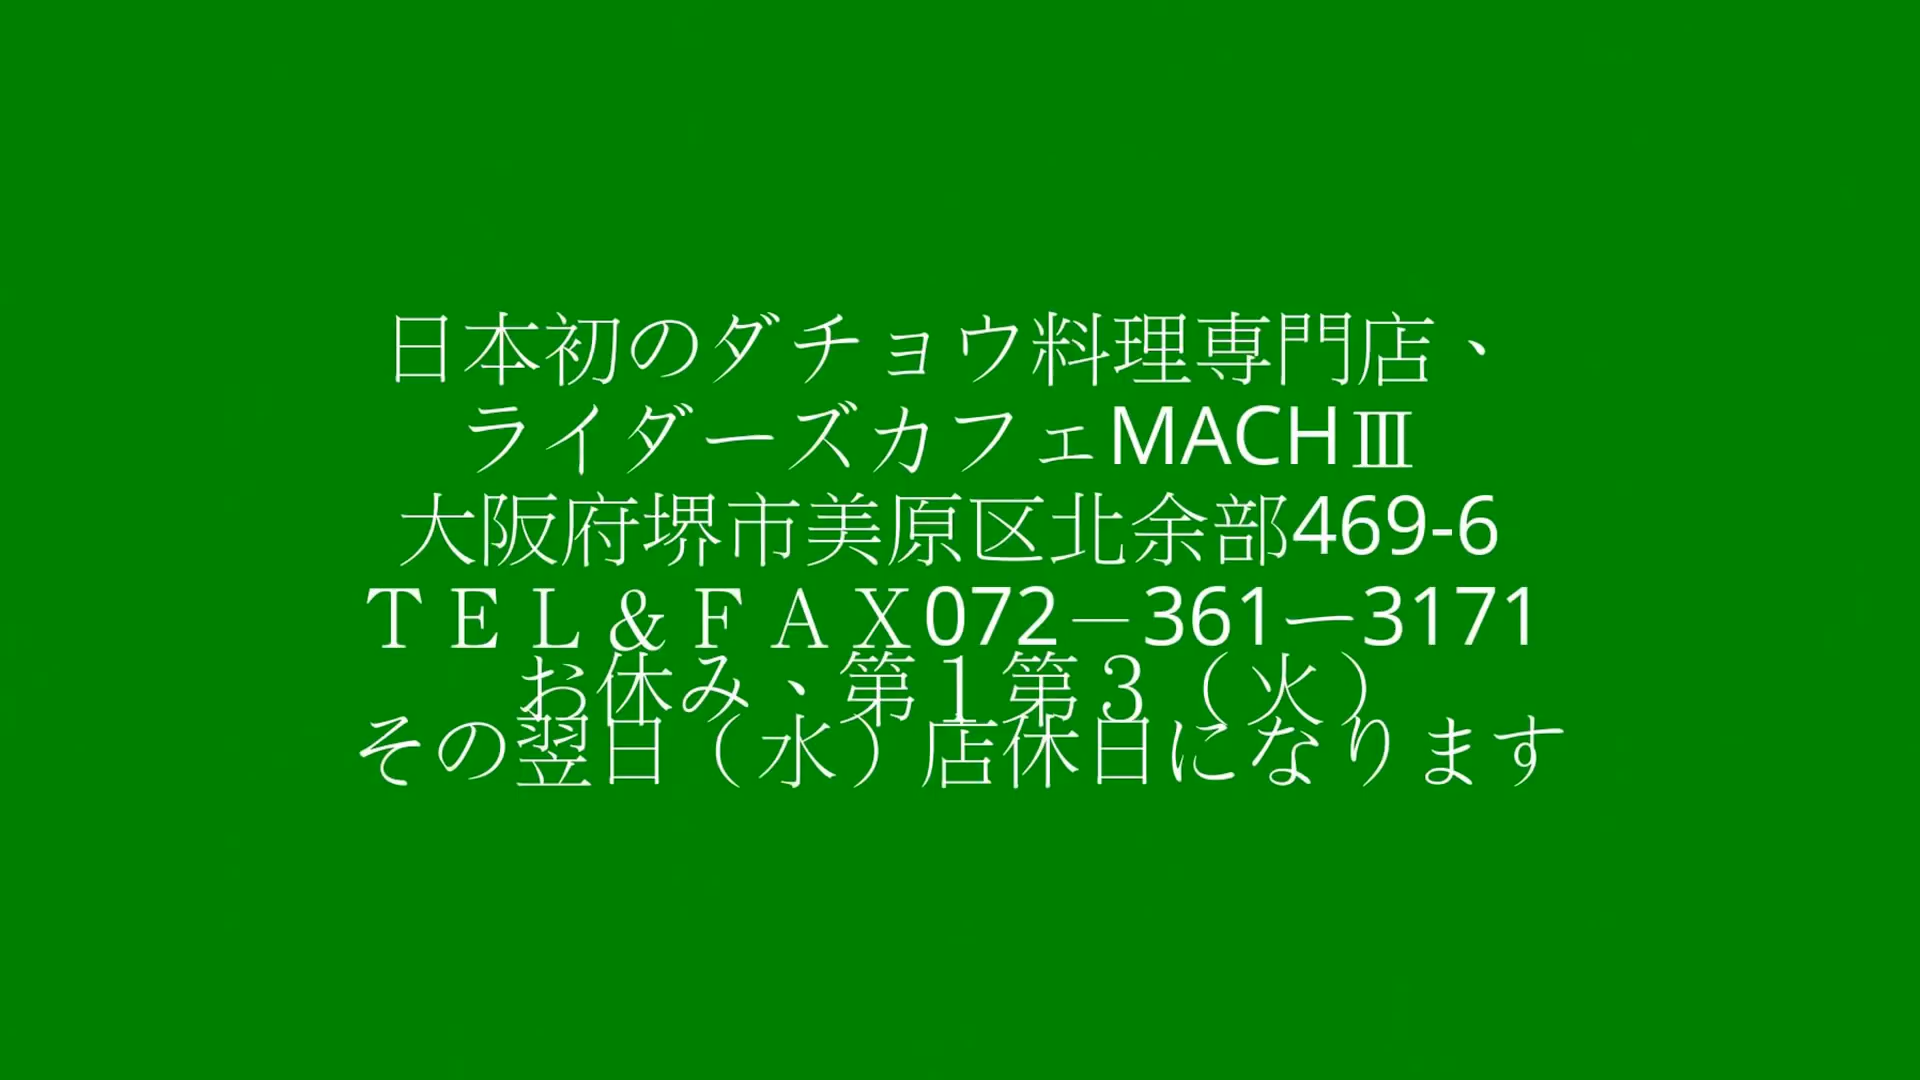 日本初のダチョウ料理専門店、
ライダーズカフェMACHⅢ
大阪府堺市美原区北余部469-6
ＴＥＬ＆ＦＡＸ072－361ー3171
お休み、第１第３（火）
その翌日（水）店休日になります